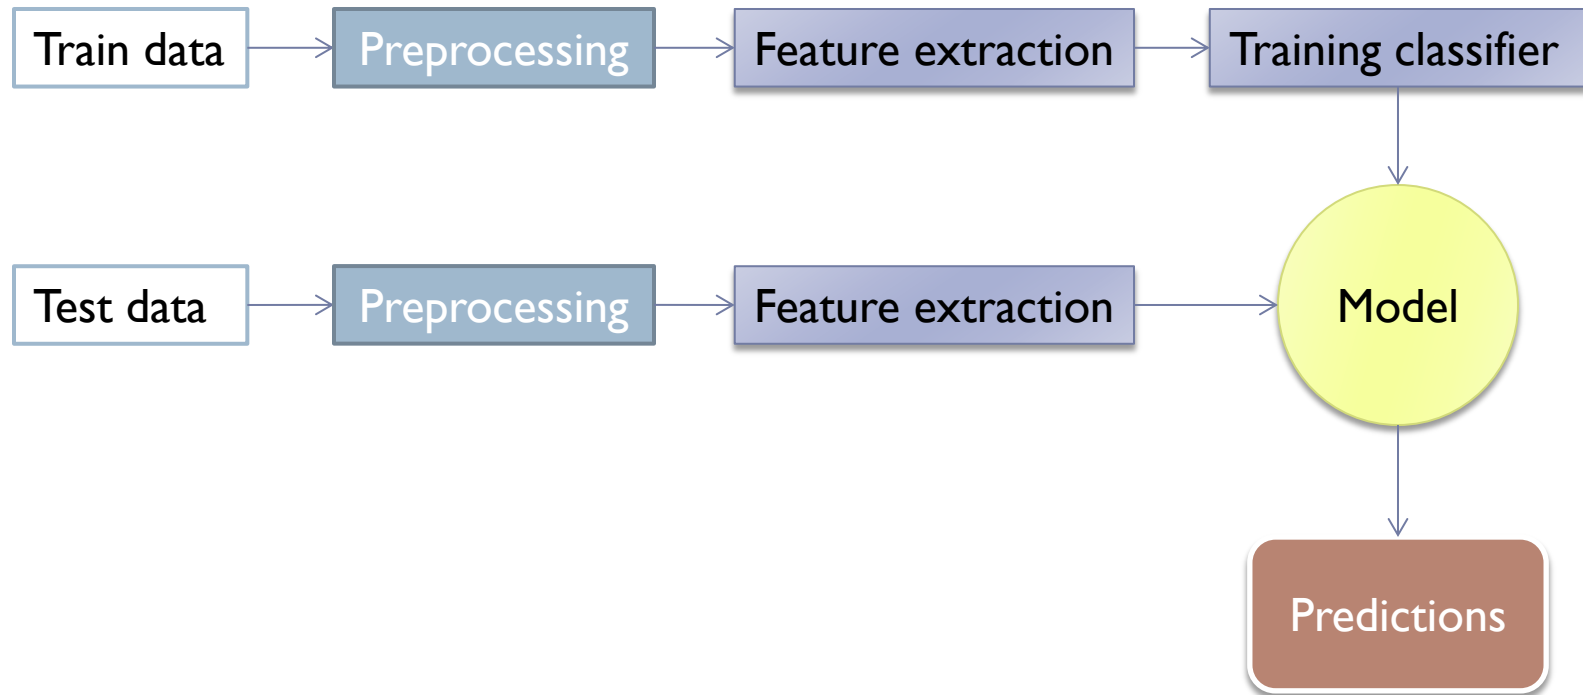 Train data
Preprocessing
Feature extraction
Training classifier
Test data
Preprocessing
Feature extraction
Model
Predictions